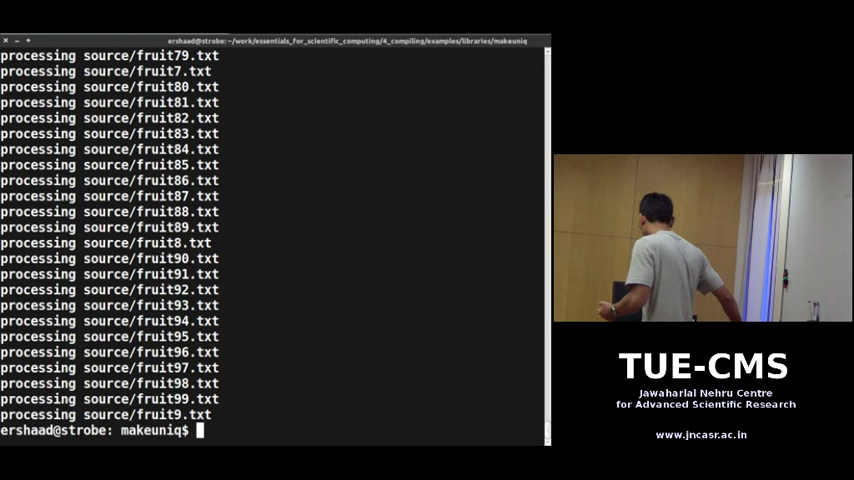 ershaad@strobe: ~/work/essentials_for_scientific_computing/4_compiling/examples/libraries/makeuniq
processing source/fruit79.txt
processing source/fruit7.txt
processing source/fruit80.txt
processing source/fruit81.txt
processing source/fruit82.txt
processing source/fruit83.txt
processing source/fruit84.txt
processing source/fruit85.txt
processing source/fruit86.txt
processing source/fruit87.txt
processing source/fruit88.txt
processing source/fruit89.txt
processing source/fruit8.txt
processing source/fruit90.txt
processing source/fruit91.txt
processing source/fruit92.txt
processing source/fruit93.txt
processing source/fruit94.txt
processing source/fruit95.txt
processing source/fruit96.txt
processing source/fruit97.txt
processing source/fruit98.txt
processing source/fruit99.txt
processing source/fruit9.txt
ershaad@strobe: makeuniq$
TUE-CMS
Jawaharlal Nehru Centre
for Advanced Scientific Research
www.jncasr.ac.in